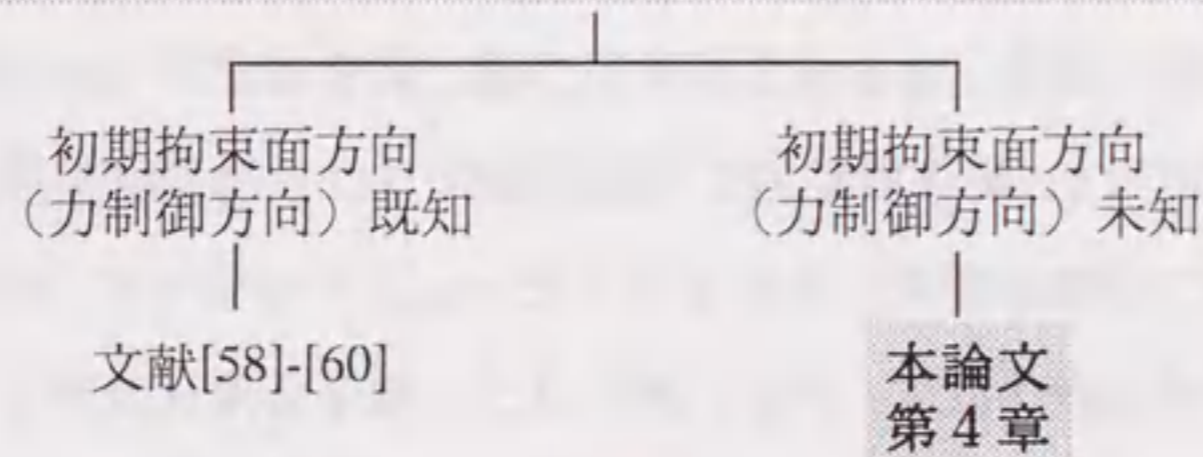 初期拘束面方向
（力制御方向）既知
文献[58]-[60]
初期拘束面方向
（力制御方向）未知
本論文
第4章